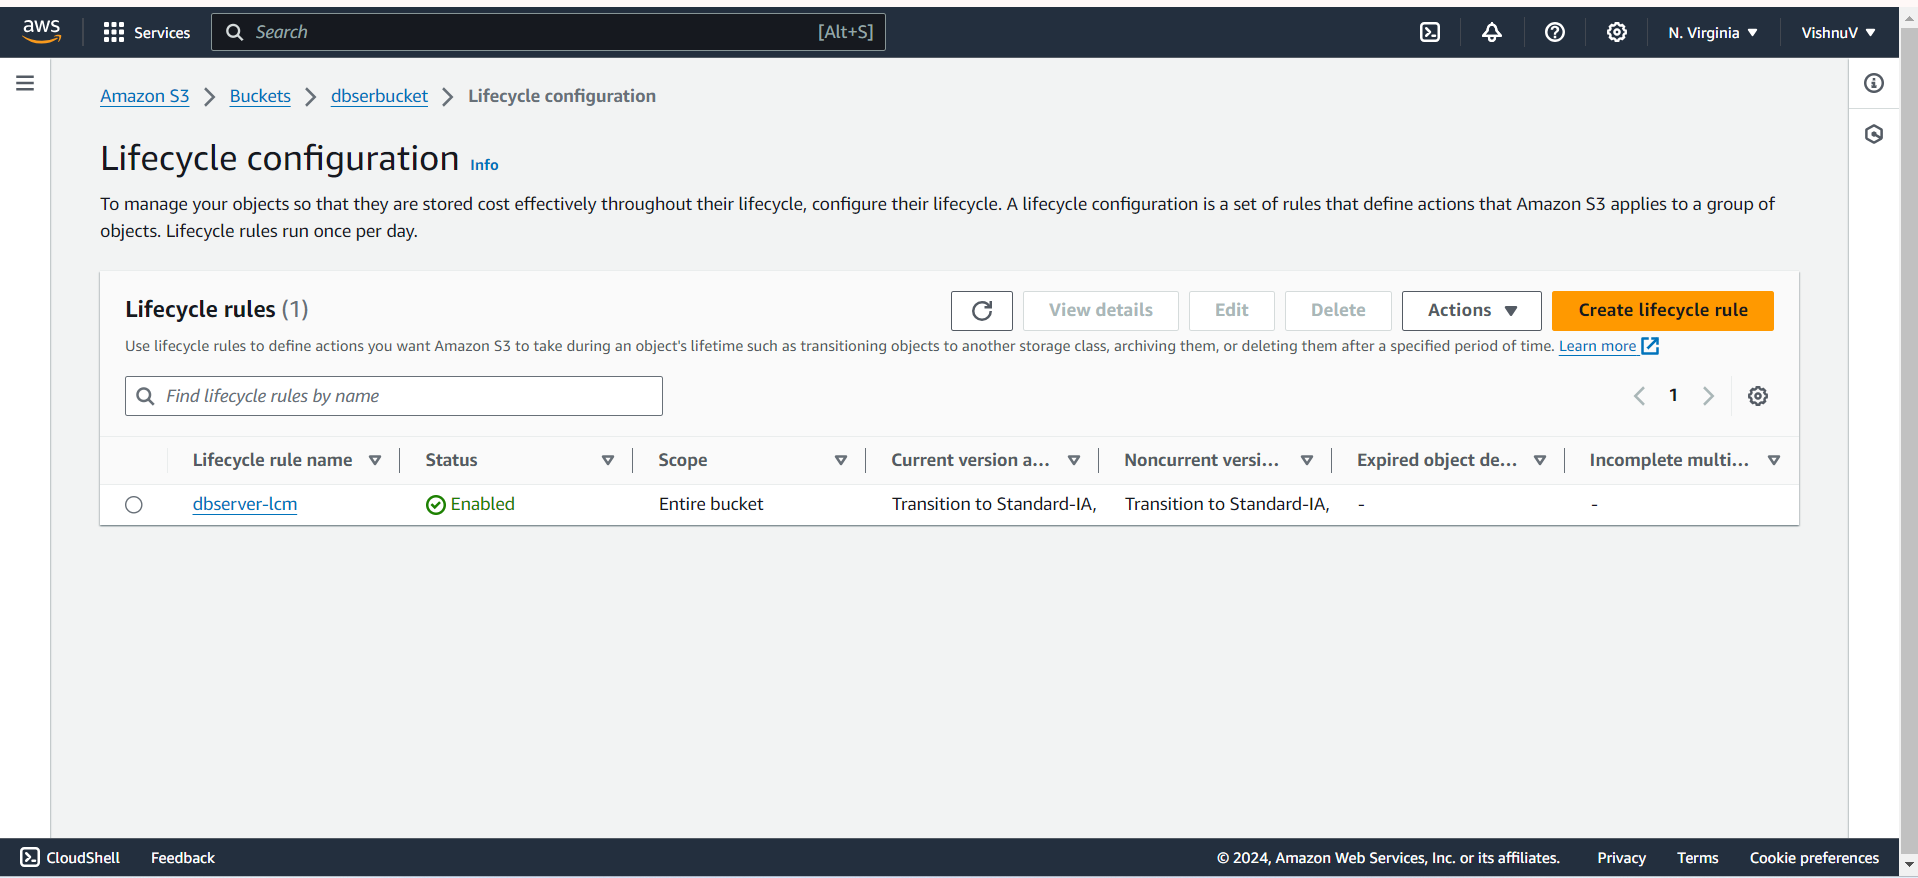 aws Services Search [Alt+S] N. Virginia VishnuV
Amazon S3 Buckets dbserbucket Lifecycle configuration
Lifecycle configuration Info
To manage your objects so that they are stored cost effectively throughout their lifecycle, configure their lifecycle. A lifecycle configuration is a set of rules that define actions that Amazon S3 applies to a group of
objects. Lifecycle rules run once per day.
Lifecycle rules (1) View details Edit Delete Actions Create lifecycle rule
Use lifecycle rules to define actions you want Amazon S3 to take during an object's lifetime such as transitioning objects to another storage class, archiving them, or deleting them after a specified period of time. Learn more
Find lifecycle rules by name 1
Lifecycle rule name Status Scope Current version a... Noncurrent versi... Expired object de... Incomplete multi...
dbserver-lcm Enabled Entire bucket Transition to Standard-IA, Transition to Standard-IA, - -
CloudShell Feedback © 2024, Amazon Web Services, Inc. or its affiliates. Privacy Terms Cookie preferences